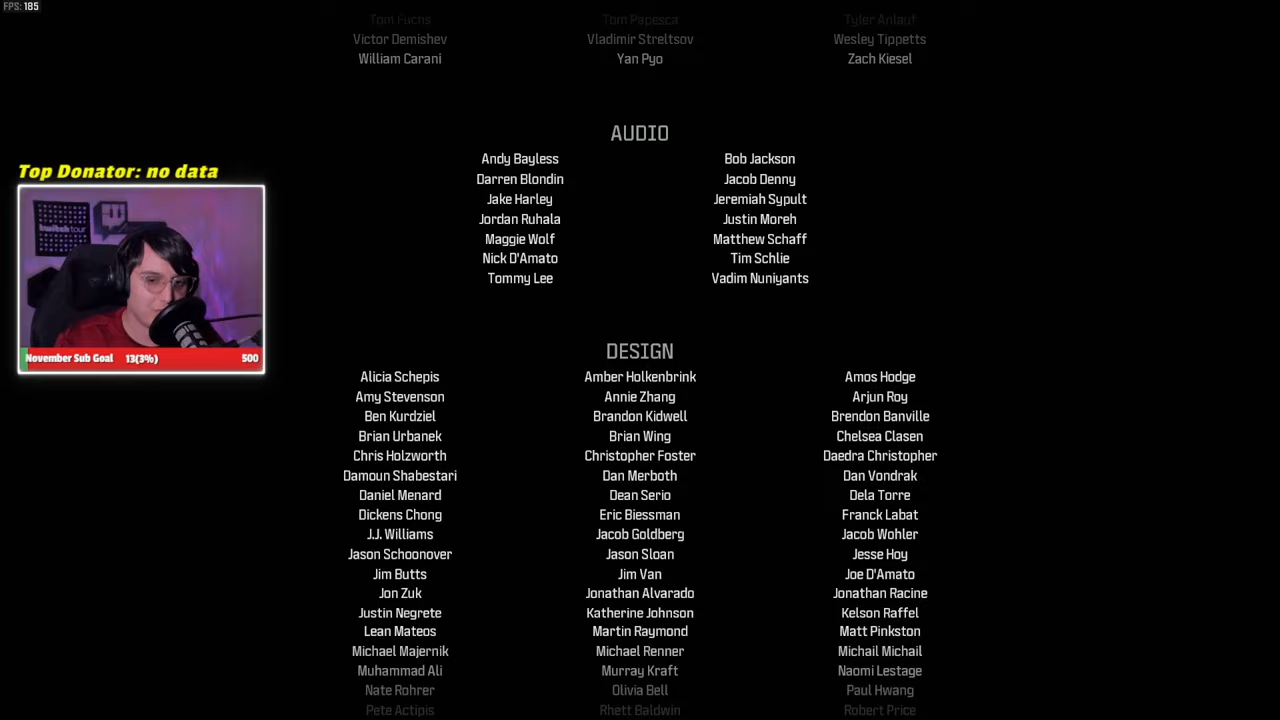 FPS: 185
Tom Fuchs Tom Papesca Tyler Anlauf
Victor Demishev Vladimir Streltsov Wesley Tippetts
William Carani Yan Pyo Zach Kiesel
AUDIO
Andy Bayless Bob Jackson
Darren Blondin Jacob Denny
Jake Harley Jeremiah Sypult
Jordan Ruhala Justin Moreh
Maggie Wolf Matthew Schaff
Nick D'Amato Tim Schlie
Tommy Lee Vadim Nuniyants
Top Donator: no data
twitch tour
November Sub Goal 13(3%) 500
DESIGN
Alicia Schepis Amber Holkenbrink Amos Hodge
Amy Stevenson Annie Zhang Arjun Roy
Ben Kurdziel Brandon Kidwell Brendon Banville
Brian Urbanek Brian Wing Chelsea Clasen
Chris Holzworth Christopher Foster Daedra Christopher
Damoun Shabestari Dan Merboth Dan Vondrak
Daniel Menard Dean Serio Dela Torre
Dickens Chong Eric Biessman Franck Labat
J.J. Williams Jacob Goldberg Jacob Wohler
Jason Schoonover Jason Sloan Jesse Hoy
Jim Butts Jim Van Joe D'Amato
Jon Zuk Jonathan Alvarado Jonathan Racine
Justin Negrete Katherine Johnson Kelson Raffel
Lean Mateos Martin Raymond Matt Pinkston
Michael Majernik Michael Renner Michail Michail
Muhammad Ali Murray Kraft Naomi Lestage
Nate Rohrer Olivia Bell Paul Hwang
Pete Actipis Rhett Baldwin Robert Price